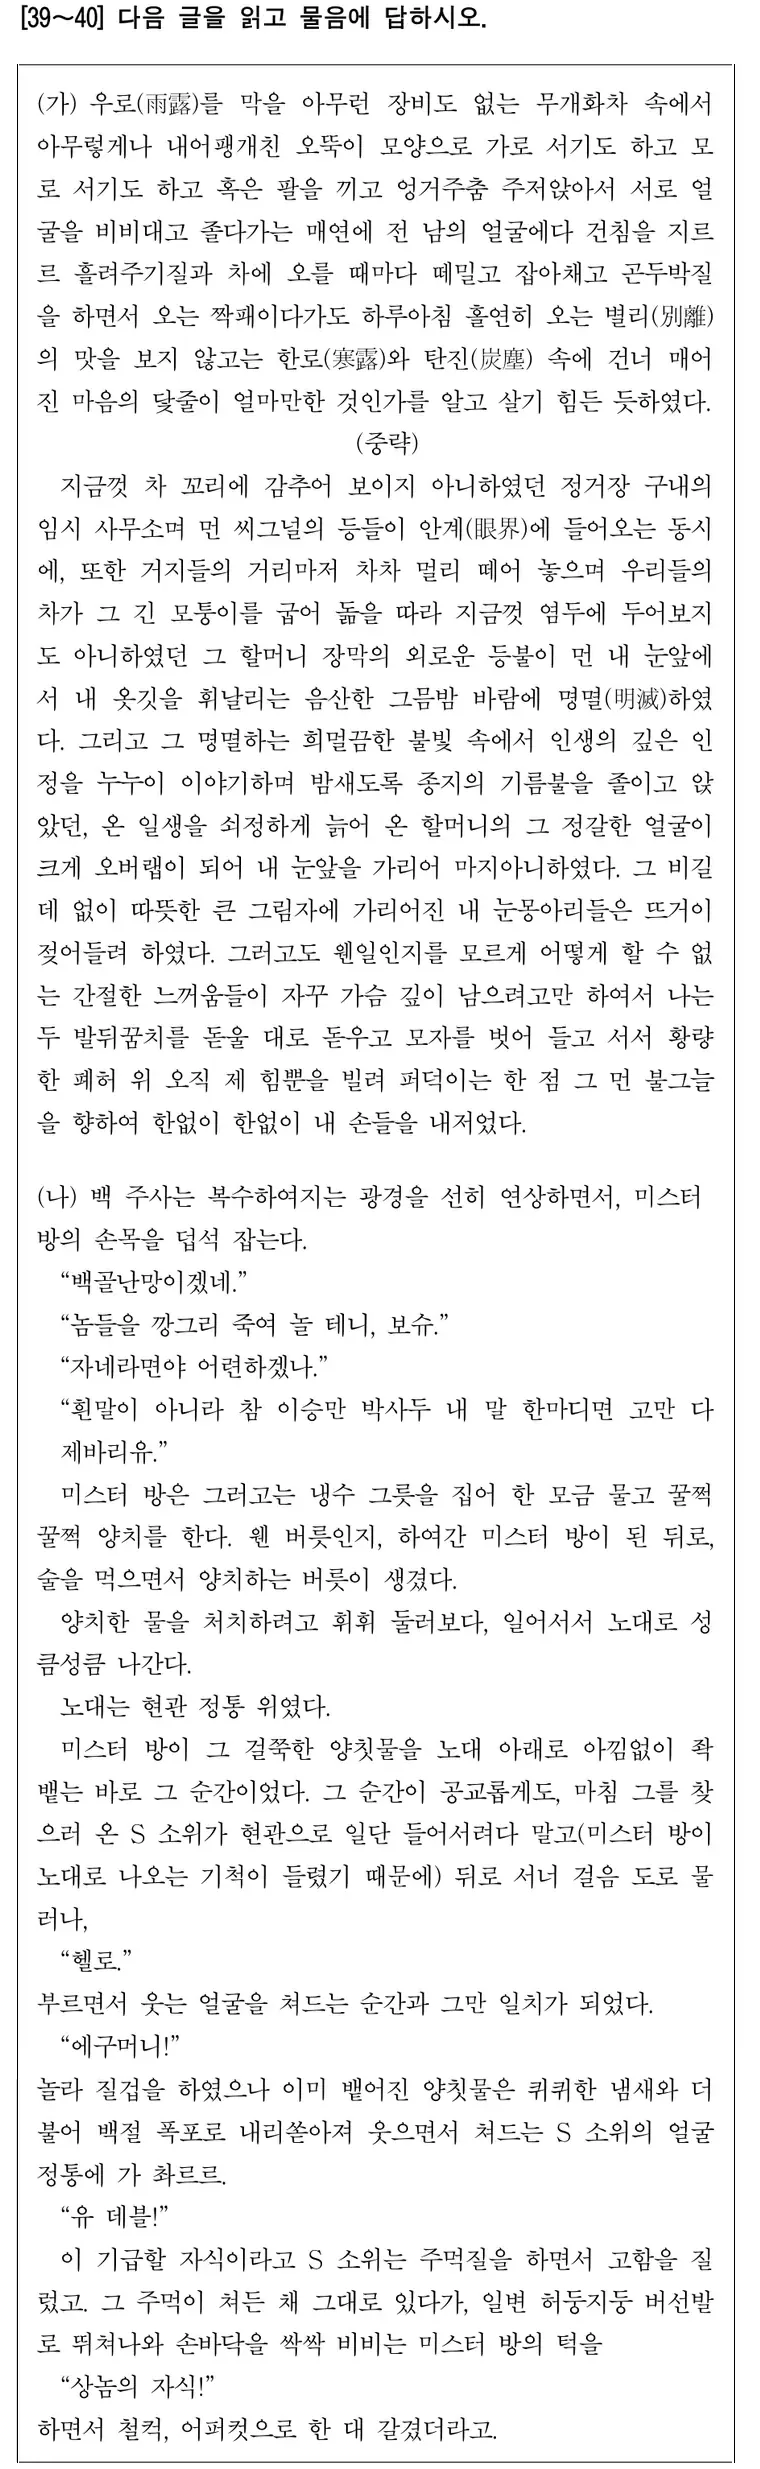 [39～40] 다음 글을 읽고 물음에 답하시오.
(가) 우로(雨露)를 막을 아무런 장비도 없는 무개화차 속에서
아무렇게나 내어팽개친 오뚝이 모양으로 가로 서기도 하고 모
로 서기도 하고 혹은 팔을 끼고 엉거주춤 주저앉아서 서로 얼
굴을 비비대고 졸다가는 매연에 전 남의 얼굴에다 건침을 지르
르 흘려주기질과 차에 오를 때마다 떼밀고 잡아채고 곤두박질
을 하면서 오는 짝패이다가도 하루아침 홀연히 오는 별리(別離)
의 맛을 보지 않고는 한로(寒露)와 탄진(炭塵) 속에 건너 매어
진 마음의 닻줄이 얼마만한 것인가를 알고 살기 힘든 듯하였다.
(중략)
지금껏 차 꼬리에 감추어 보이지 아니하였던 정거장 구내의
임시 사무소며 먼 씨그널의 등들이 안계(眼界)에 들어오는 동시
에, 또한 거지들의 거리마저 차차 멀리 떼어 놓으며 우리들의
차가 그 긴 모퉁이를 굽어 돎을 따라 지금껏 염두에 두어보지
도 아니하였던 그 할머니 장막의 외로운 등불이 먼 내 눈앞에
서 내 옷깃을 휘날리는 음산한 그믐밤 바람에 명멸(明滅)하였
다. 그리고 그 명멸하는 희멀끔한 불빛 속에서 인생의 깊은 인
정을 누누이 이야기하며 밤새도록 종지의 기름불을 졸이고 앉
았던, 온 일생을 쇠정하게 늙어 온 할머니의 그 정갈한 얼굴이
크게 오버랩이 되어 내 눈앞을 가리어 마지아니하였다. 그 비길
데 없이 따뜻한 큰 그림자에 가리어진 내 눈몽아리들은 뜨거이
젖어들려 하였다. 그러고도 웬일인지를 모르게 어떻게 할 수 없
는 간절한 느꺼움들이 자꾸 가슴 깊이 남으려고만 하여서 나는
두 발뒤꿈치를 돋울 대로 돋우고 모자를 벗어 들고 서서 황량
한 폐허 위 오직 제 힘뿐을 빌려 퍼덕이는 한 점 그 먼 불그늘
을 향하여 한없이 한없이 내 손들을 내저었다.
(나) 백 주사는 복수하여지는 광경을 선히 연상하면서, 미스터
방의 손목을 덥석 잡는다.
“백골난망이겠네.”
“놈들을 깡그리 죽여 놀 테니, 보슈.”
“자네라면야 어련하겠나.”
“흰말이 아니라 참 이승만 박사두 내 말 한마디면 고만 다
제바리유.”
미스터 방은 그러고는 냉수 그릇을 집어 한 모금 물고 꿀쩍
꿀쩍 양치를 한다. 웬 버릇인지, 하여간 미스터 방이 된 뒤로,
술을 먹으면서 양치하는 버릇이 생겼다.
양치한 물을 처치하려고 휘휘 둘러보다, 일어서서 노대로 성
큼성큼 나간다.
노대는 현관 정통 위였다.
미스터 방이 그 걸쭉한 양칫물을 노대 아래로 아낌없이 좍
뱉는 바로 그 순간이었다. 그 순간이 공교롭게도, 마침 그를 찾
으러 온 S 소위가 현관으로 일단 들어서려다 말고(미스터 방이
노대로 나오는 기척이 들렸기 때문에) 뒤로 서너 걸음 도로 물
러나,
“헬로.”
부르면서 웃는 얼굴을 쳐드는 순간과 그만 일치가 되었다.
“에구머니!”
놀라 질겁을 하였으나 이미 뱉어진 양칫물은 퀴퀴한 냄새와 더
불어 백절 폭포로 내리쏟아져 웃으면서 쳐드는 S 소위의 얼굴
정통에 가 촤르르.
“유 데블!”
이 기급할 자식이라고 S 소위는 주먹질을 하면서 고함을 질
렀고. 그 주먹이 쳐든 채 그대로 있다가, 일변 허둥지둥 버선발
로 뛰쳐나와 손바닥을 싹싹 비비는 미스터 방의 턱을
“상놈의 자식!”
하면서 철컥, 어퍼컷으로 한 대 갈겼더라고.